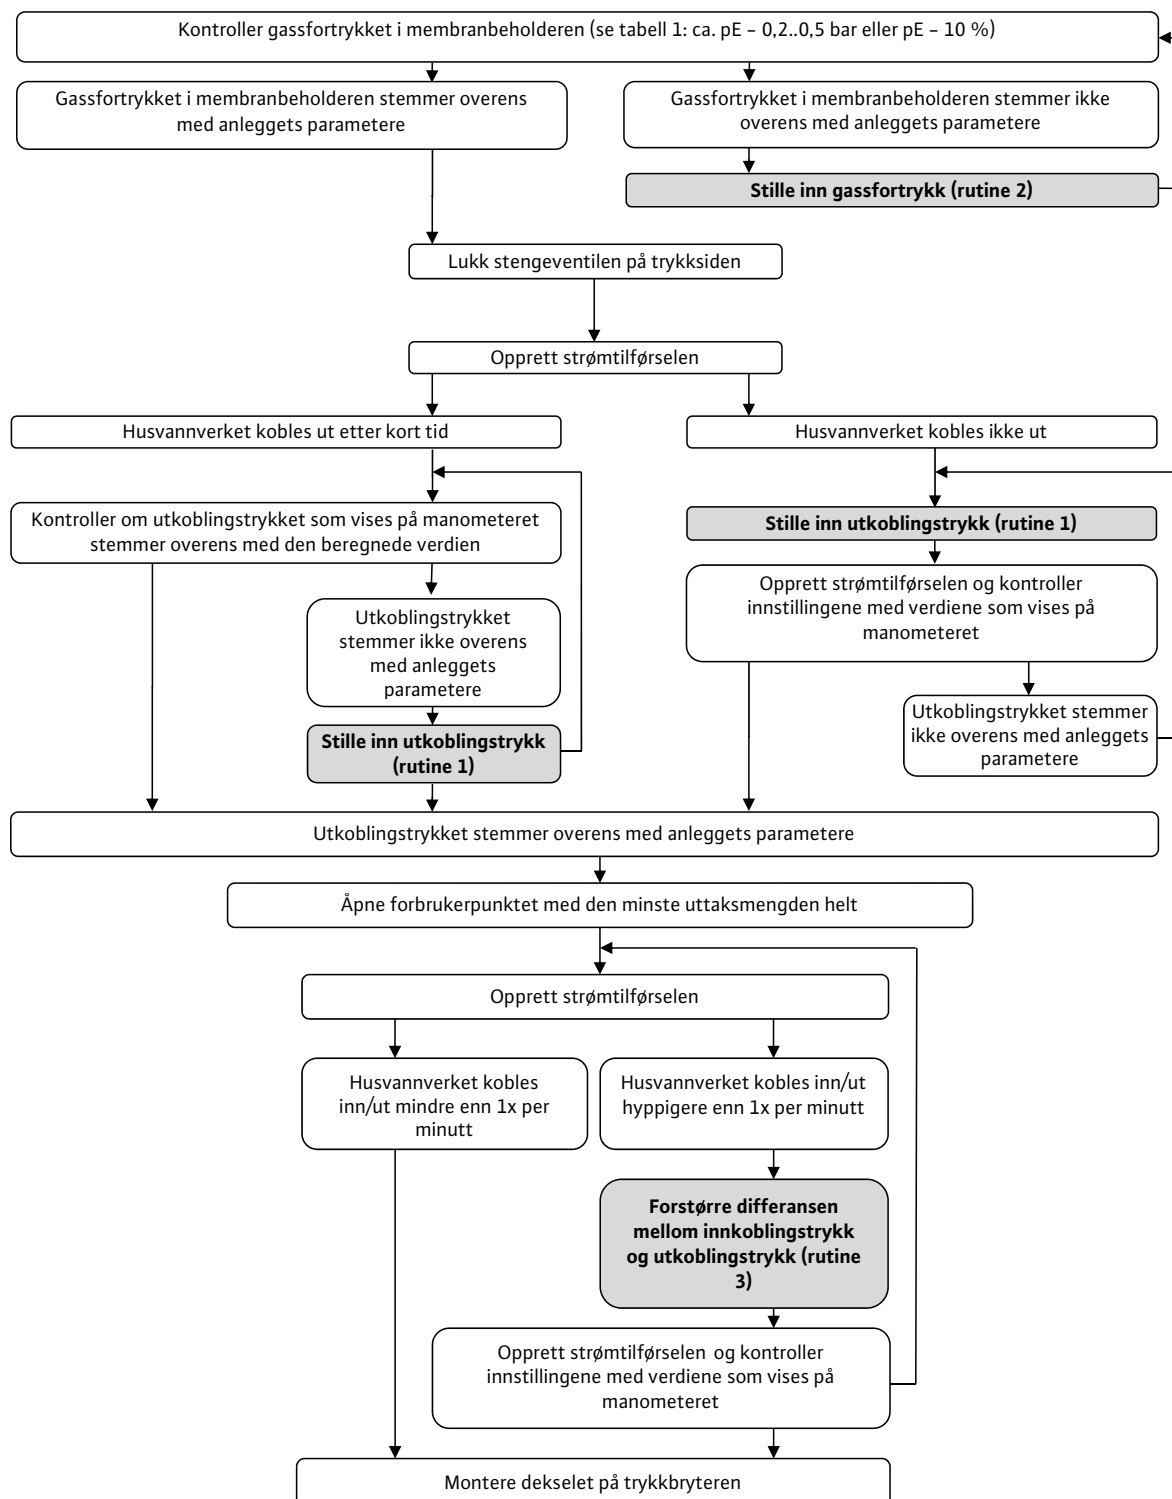 Kontroller gassfortrykket i membranbeholderen (se tabell 1: ca. pE – 0,2..0,5 bar eller pE – 10 %)
Gassfortrykket i membranbeholderen stemmer overens
med anleggets parametere
Gassfortrykket i membranbeholderen stemmer ikke
overens med anleggets parametere
Stille inn gassfortrykk (rutine 2)
Lukk stengeventilen på trykksiden
Opprett strømtilførselen
Husvannverket kobles ut etter kort tid
Husvannverket kobles ikke ut
Kontroller om utkoblingstrykket som vises på manometeret
stemmer overens med den beregnede verdien
Stille inn utkoblingstrykk (rutine 1)
Opprett strømtilførselen og kontroller
innstillingene med verdiene som vises på
manometeret
Utkoblingstrykket
stemmer ikke overens
med anleggets
parametere
Utkoblingstrykket stemmer
ikke overens med anleggets
parametere
Stille inn utkoblingstrykk
(rutine 1)
Utkoblingstrykket stemmer overens med anleggets parametere
Åpne forbrukerpunktet med den minste uttaksmengden helt
Opprett strømtilførselen
Husvannverket kobles
inn/ut mindre enn 1x per
minutt
Husvannverket kobles inn/ut
hyppigere enn 1x per minutt
Forstørre differansen
mellom innkoblingstrykk
og utkoblingstrykk (rutine
3)
Opprett strømtilførselen og kontroller
innstillingene med verdiene som vises på
manometeret
Montere dekselet på trykkbryteren